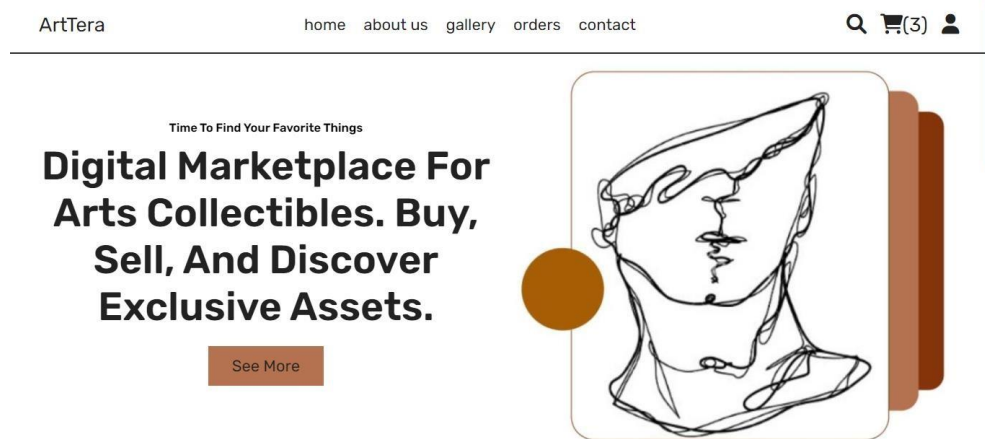 ArtTera
home about us gallery orders contact
(3)
Time To Find Your Favorite Things
Digital Marketplace For
Arts Collectibles. Buy,
Sell, And Discover
Exclusive Assets.
See More